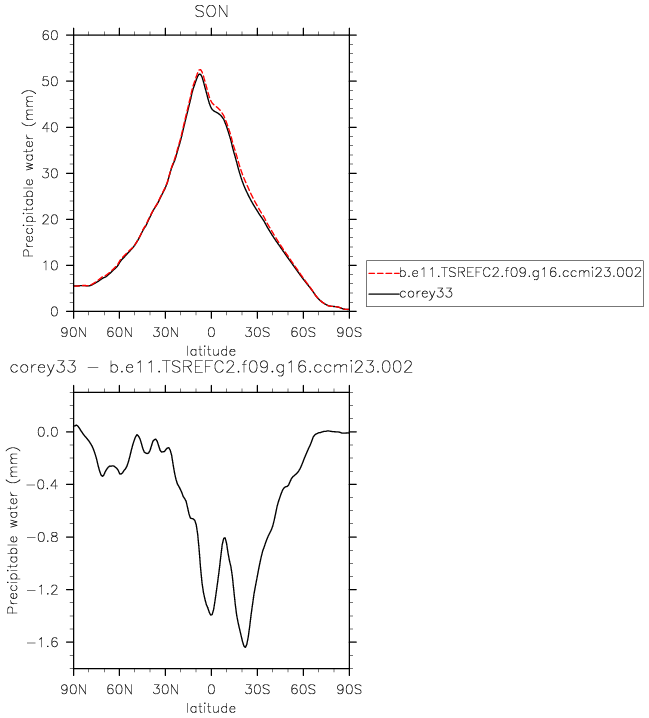 SON
60
50
40
30
20
10
0
Precipitable water (mm)
90N 60N 30N 0 30S 60S 90S
latitude
b.e11.TSREFC2.f09.g16.ccmi23.002
corey33
corey33 − b.e11.TSREFC2.f09.g16.ccmi23.002
0.0
−0.4
−0.8
−1.2
−1.6
Precipitable water (mm)
90N 60N 30N 0 30S 60S 90S
latitude